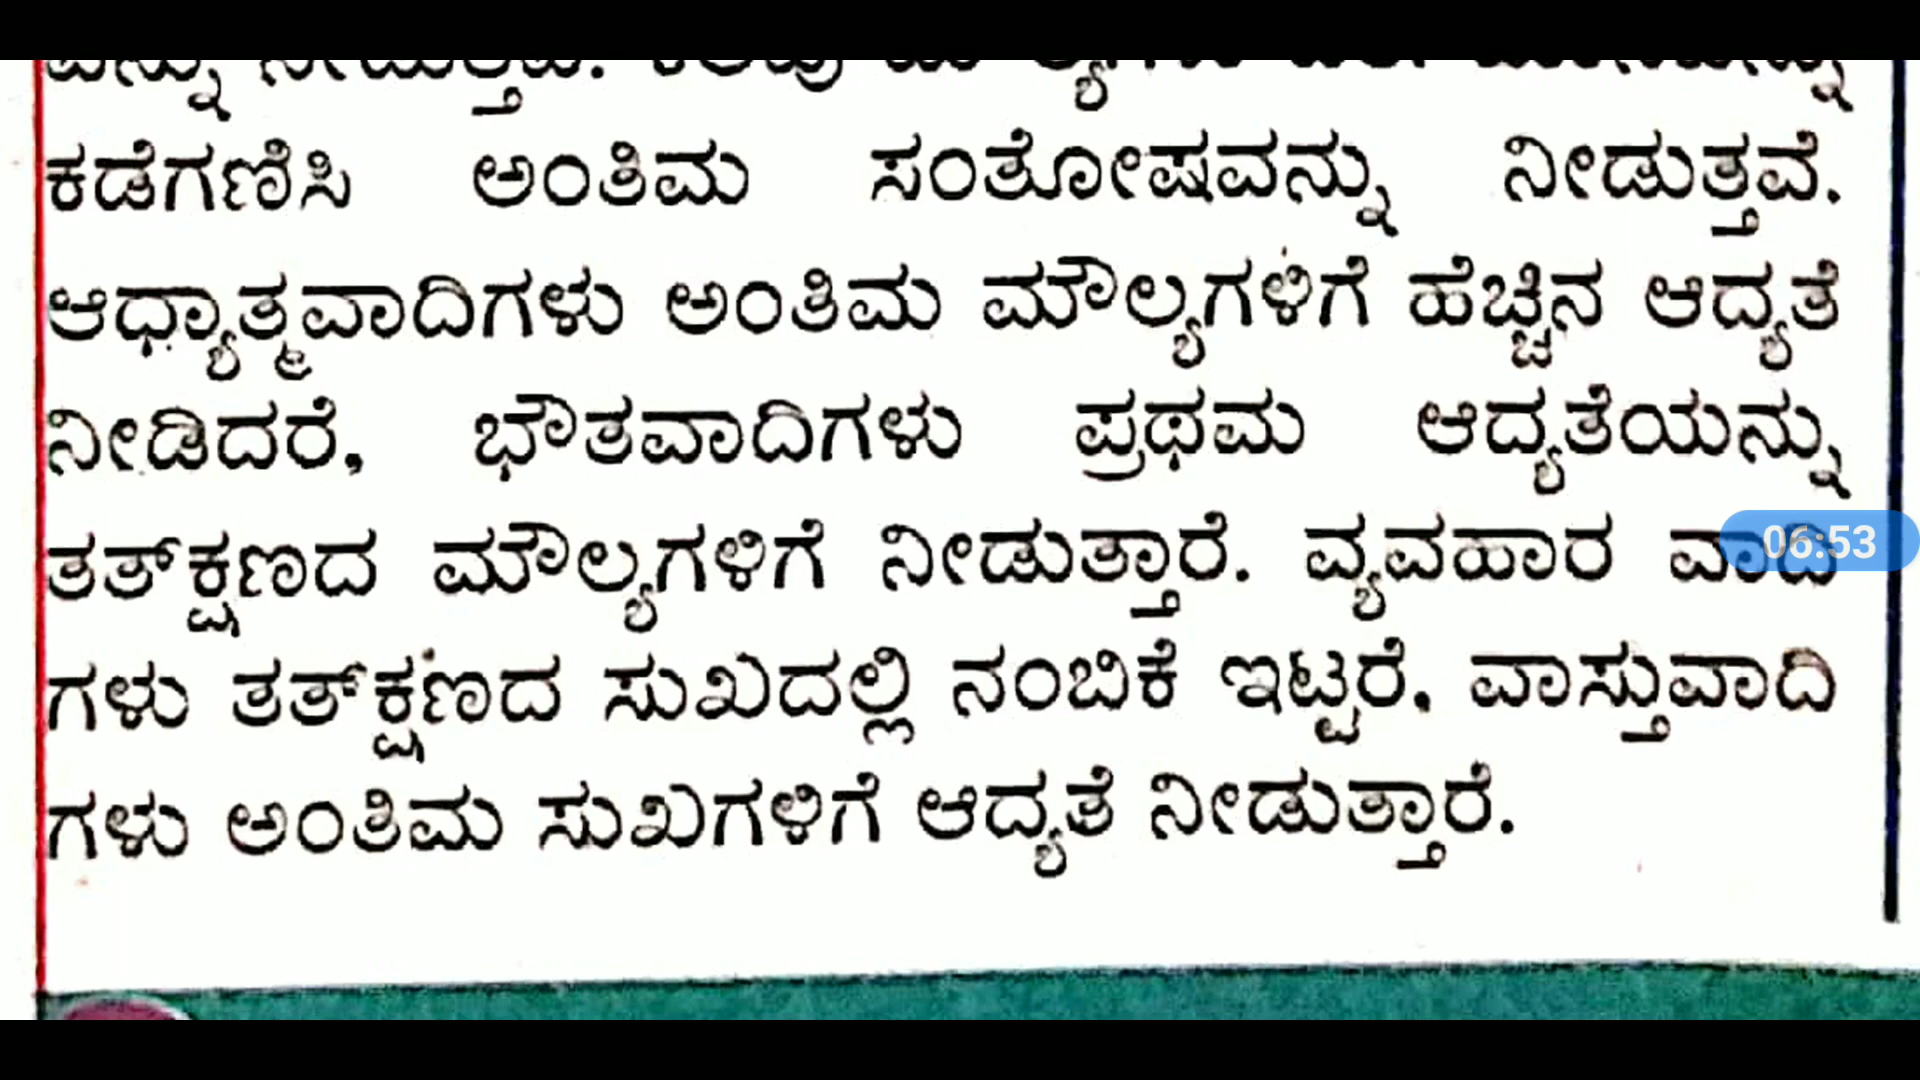 ಕಡೆಗಣಿಸಿ ಅಂತಿಮ ಸಂತೋಷವನ್ನು ನೀಡುತ್ತವೆ.
ಆಧ್ಯಾತ್ಮವಾದಿಗಳು ಅಂತಿಮ ಮೌಲ್ಯಗಳಿಗೆ ಹೆಚ್ಚಿನ ಆದ್ಯತೆ
ನೀಡಿದರೆ, ಭೌತವಾದಿಗಳು ಪ್ರಥಮ ಆದ್ಯತೆಯನ್ನು
ತತ್‌ಕ್ಷಣದ ಮೌಲ್ಯಗಳಿಗೆ ನೀಡುತ್ತಾರೆ. ವ್ಯವಹಾರ ವಾದಿ
06:53
ಗಳು ತತ್‌ಕ್ಷಣದ ಸುಖದಲ್ಲಿ ನಂಬಿಕೆ ಇಟ್ಟರೆ, ವಾಸ್ತುವಾದಿ
ಗಳು ಅಂತಿಮ ಸುಖಗಳಿಗೆ ಆದ್ಯತೆ ನೀಡುತ್ತಾರೆ.